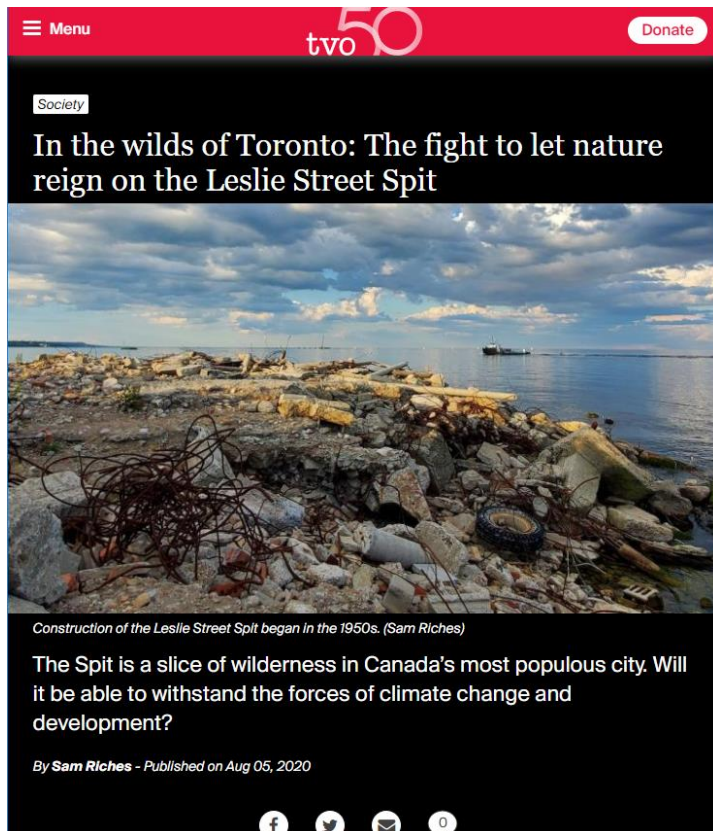 Menu
tvo50
Donate
Society
In the wilds of Toronto: The fight to let nature
reign on the Leslie Street Spit
Construction of the Leslie Street Spit began in the 1950s. (Sam Riches)
The Spit is a slice of wilderness in Canada's most populous city. Will
it be able to withstand the forces of climate change and
development?
By Sam Riches - Published on Aug 05, 2020
0